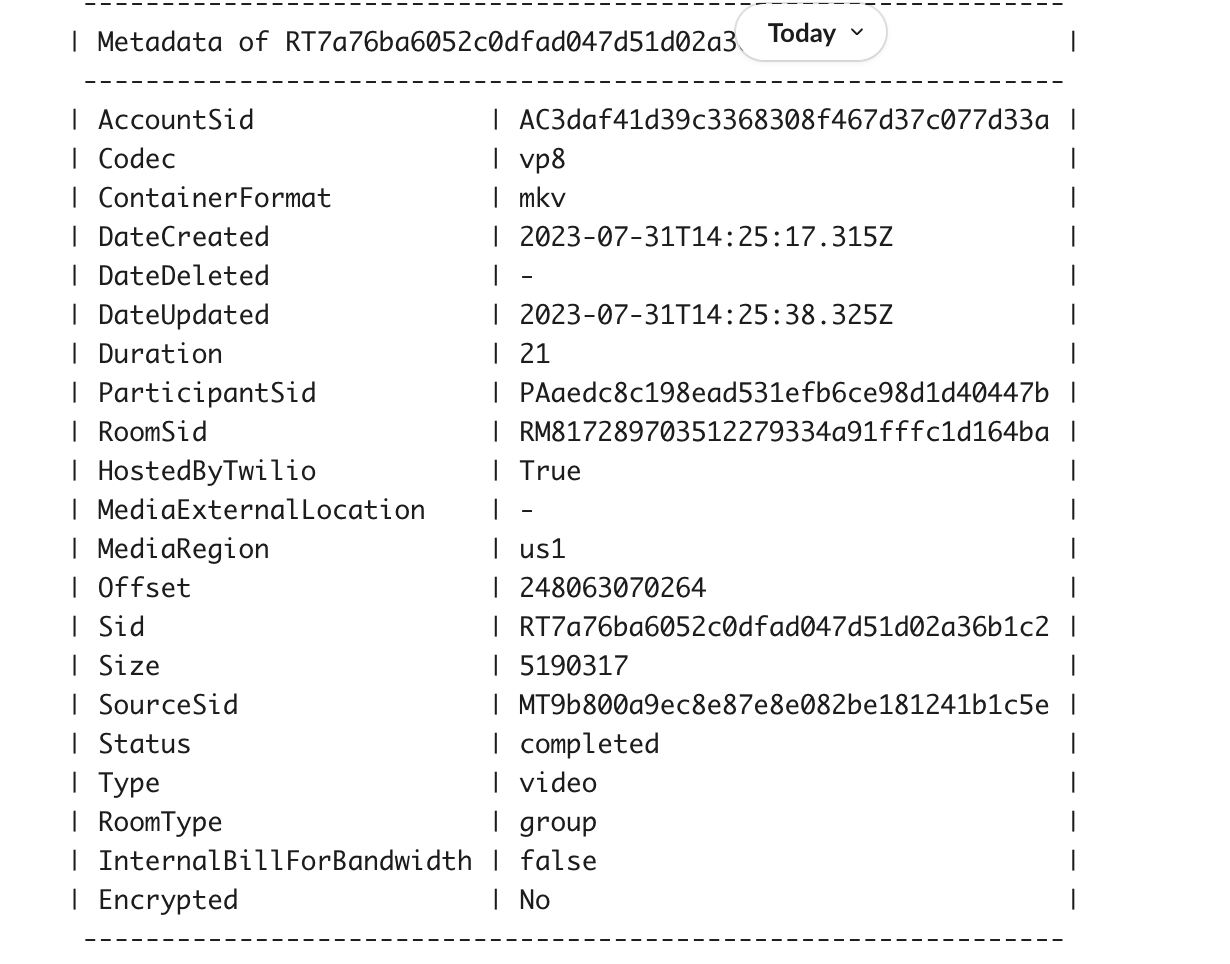 ---------------------------------------------------------------
| Metadata of RT7a76ba6052c0dfad047d51d02a3 |
Today
---------------------------------------------------------------
| AccountSid | AC3daf41d39c3368308f467d37c077d33a |
| Codec | vp8 |
| ContainerFormat | mkv |
| DateCreated | 2023-07-31T14:25:17.315Z |
| DateDeleted | - |
| DateUpdated | 2023-07-31T14:25:38.325Z |
| Duration | 21 |
| ParticipantSid | PAaedc8c198ead531efb6ce98d1d40447b |
| RoomSid | RM817289703512279334a91fffc1d164ba |
| HostedByTwilio | True |
| MediaExternalLocation | - |
| MediaRegion | us1 |
| Offset | 248063070264 |
| Sid | RT7a76ba6052c0dfad047d51d02a36b1c2 |
| Size | 5190317 |
| SourceSid | MT9b800a9ec8e87e8e082be181241b1c5e |
| Status | completed |
| Type | video |
| RoomType | group |
| InternalBillForBandwidth | false |
| Encrypted | No |
---------------------------------------------------------------